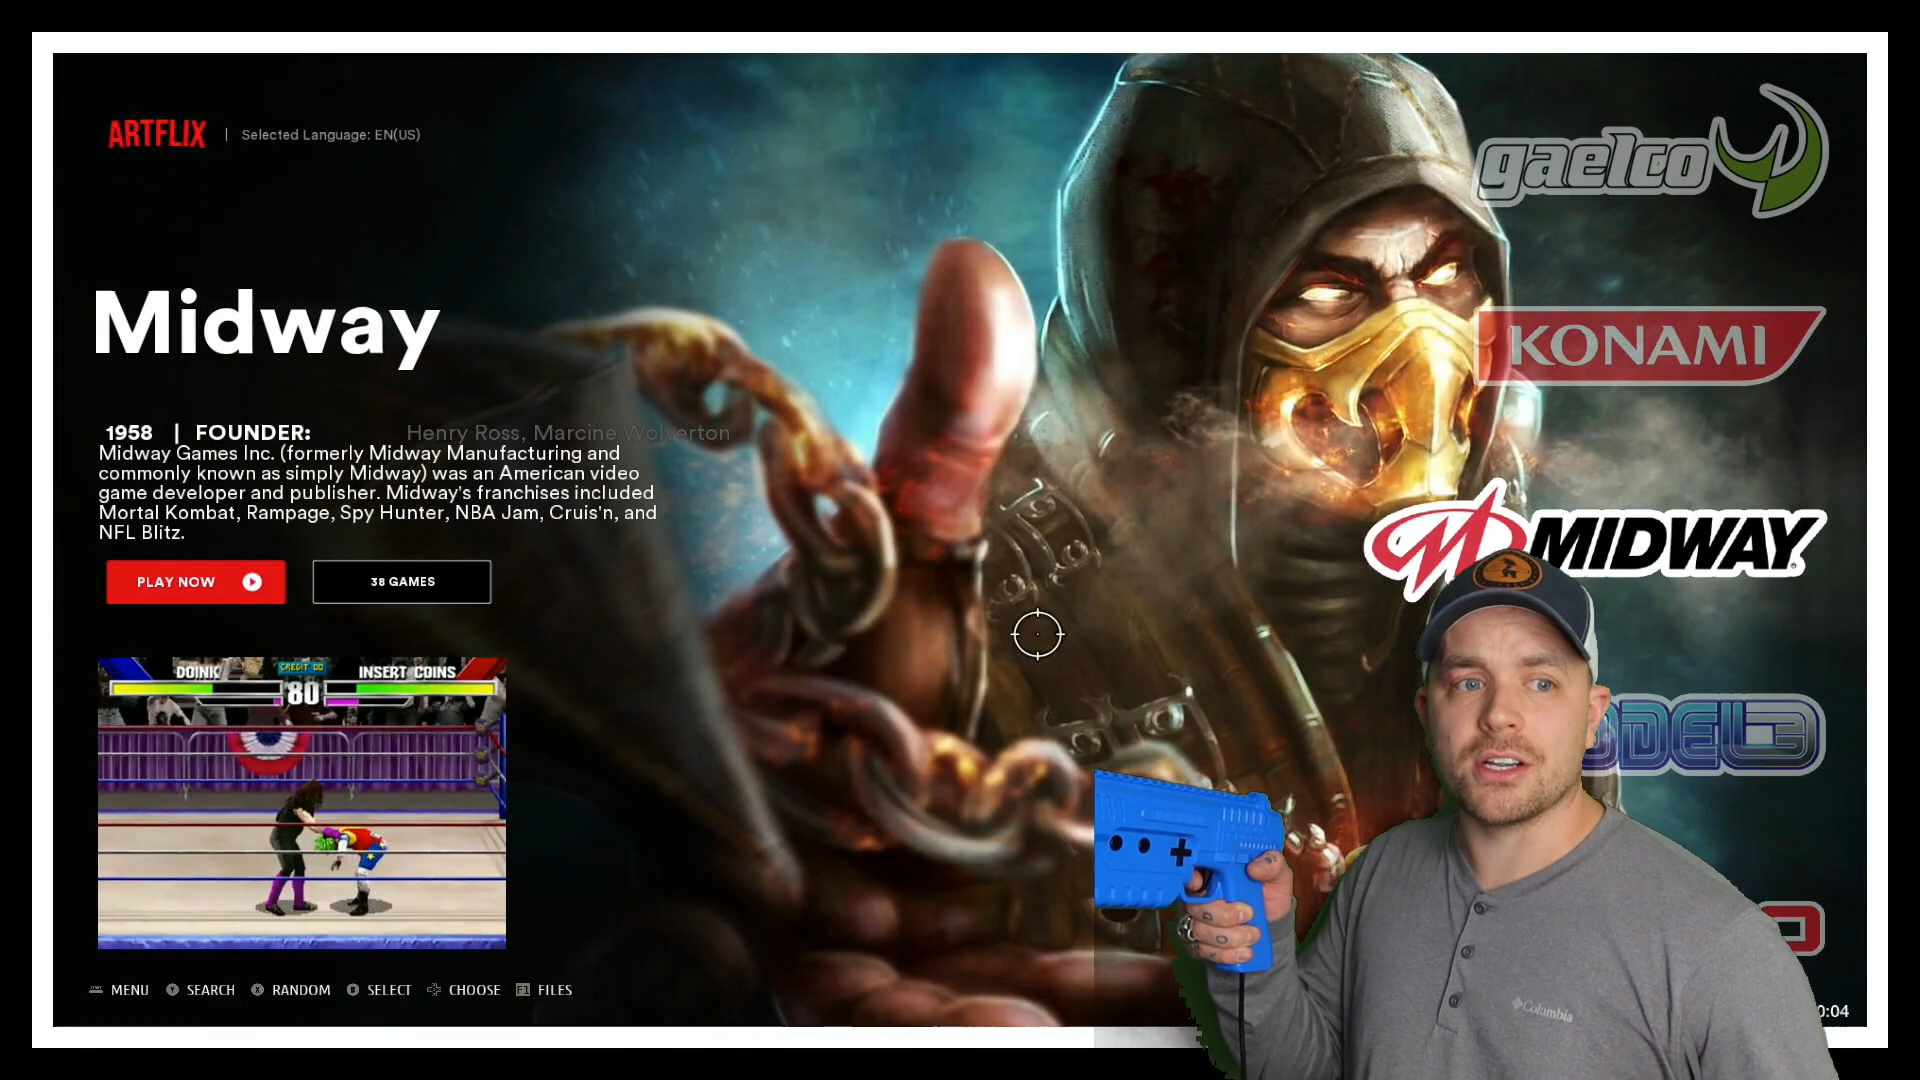 ARTFLIX | Selected Language: EN(US)
gaelco
KONAMI
Midway
1958 | FOUNDER: Henry Ross, Marcine Wolverton
Midway Games Inc. (formerly Midway Manufacturing and
commonly known as simply Midway) was an American video
game developer and publisher. Midway's franchises included
Mortal Kombat, Rampage, Spy Hunter, NBA Jam, Cruis'n, and
NFL Blitz.
MIDWAY
PLAY NOW
38 GAMES
DOINK CREDIT 00 INSERT COINS
80
Columbia
MENU Y SEARCH X RANDOM B SELECT CHOOSE F1 FILES